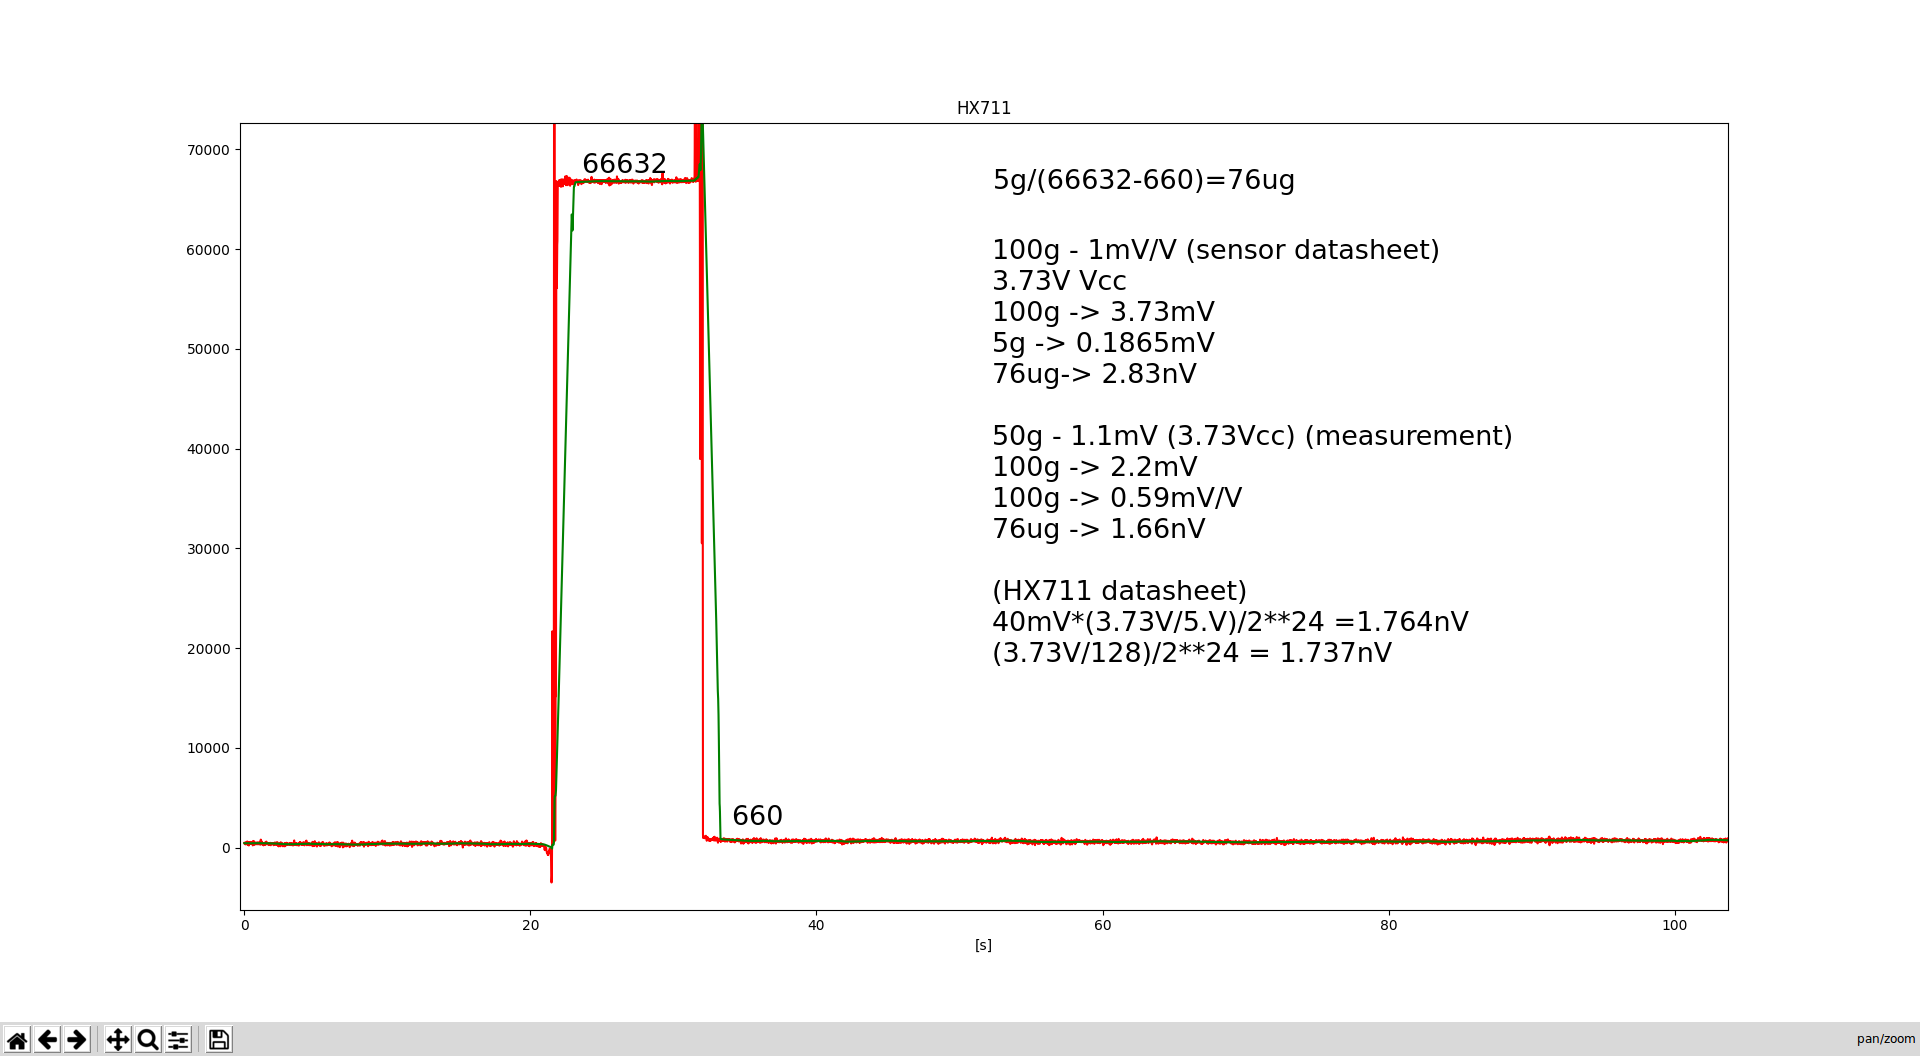 HX711
70000
60000
50000
40000
30000
20000
10000
0
66632
660
5g/(66632-660)=76ug
100g - 1mV/V (sensor datasheet)
3.73V Vcc
100g -> 3.73mV
5g -> 0.1865mV
76ug-> 2.83nV
50g - 1.1mV (3.73Vcc) (measurement)
100g -> 2.2mV
100g -> 0.59mV/V
76ug -> 1.66nV
(HX711 datasheet)
40mV*(3.73V/5.V)/2**24 =1.764nV
(3.73V/128)/2**24 = 1.737nV
0 20 40 60 80 100
[s]
pan/zoom